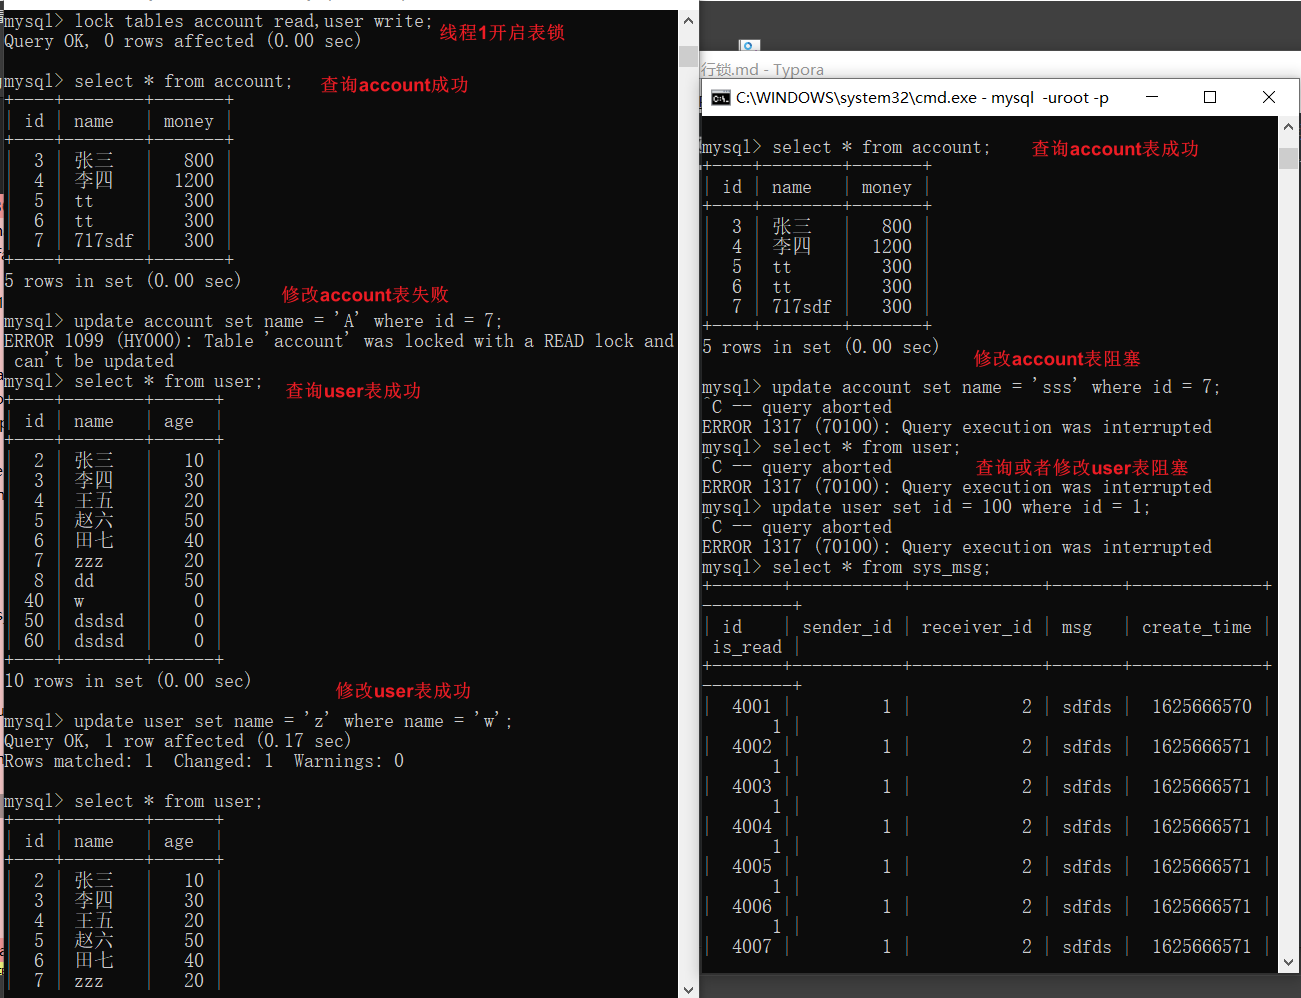 mysql> lock tables account read,user write;
线程1开启表锁
Query OK, 0 rows affected (0.00 sec)
mysql> select * from account;
查询account成功
+----+--------+-------+
| id | name   | money |
+----+--------+-------+
| 3 | 张三 | 800 |
| 4 | 李四 | 1200 |
| 5 | tt | 300 |
| 6 | tt | 300 |
| 7 | 717sdf | 300 |
+----+--------+-------+
5 rows in set (0.00 sec)
修改account表失败
mysql> update account set name = 'A' where id = 7;
ERROR 1099 (HY000): Table 'account' was locked with a READ lock and
can't be updated
mysql> select * from user;
查询user表成功
+----+--------+------+
| id | name   | age  |
+----+--------+------+
| 2 | 张三 | 10 |
| 3 | 李四 | 30 |
| 4 | 王五 | 20 |
| 5 | 赵六 | 50 |
| 6 | 田七 | 40 |
| 7 | zzz | 20 |
| 8 | dd | 50 |
| 40 | w | 0 |
| 50 | dsdsd | 0 |
| 60 | dsdsd | 0 |
+----+--------+------+
10 rows in set (0.00 sec)
修改user表成功
mysql> update user set name = 'z' where name = 'w';
Query OK, 1 row affected (0.17 sec)
Rows matched: 1  Changed: 1  Warnings: 0
mysql> select * from user;
+----+--------+------+
| id | name   | age  |
+----+--------+------+
| 2 | 张三 | 10 |
| 3 | 李四 | 30 |
| 4 | 王五 | 20 |
| 5 | 赵六 | 50 |
| 6 | 田七 | 40 |
| 7 | zzz | 20 |
行锁.md - Typora
C:\WINDOWS\system32\cmd.exe - mysql  -uroot -p
mysql> select * from account;
查询account表成功
+----+--------+-------+
| id | name   | money |
+----+--------+-------+
| 3 | 张三 | 800 |
| 4 | 李四 | 1200 |
| 5 | tt | 300 |
| 6 | tt | 300 |
| 7 | 717sdf | 300 |
+----+--------+-------+
5 rows in set (0.00 sec)
修改account表阻塞
mysql> update account set name = 'sss' where id = 7;
^C -- query aborted
ERROR 1317 (70100): Query execution was interrupted
mysql> select * from user;
^C -- query aborted
查询或者修改user表阻塞
ERROR 1317 (70100): Query execution was interrupted
mysql> update user set id = 100 where id = 1;
^C -- query aborted
ERROR 1317 (70100): Query execution was interrupted
mysql> select * from sys_msg;
+-------+-----------+-------------+-------+-------------+
---------+
| id | sender_id | receiver_id | msg | create_time |
is_read |
+-------+-----------+-------------+-------+-------------+
---------+
| 4001 | 1 | 2 | sdfds | 1625666570 |
1 |
| 4002 | 1 | 2 | sdfds | 1625666571 |
1 |
| 4003 | 1 | 2 | sdfds | 1625666571 |
1 |
| 4004 | 1 | 2 | sdfds | 1625666571 |
1 |
| 4005 | 1 | 2 | sdfds | 1625666571 |
1 |
| 4006 | 1 | 2 | sdfds | 1625666571 |
1 |
| 4007 | 1 | 2 | sdfds | 1625666571 |